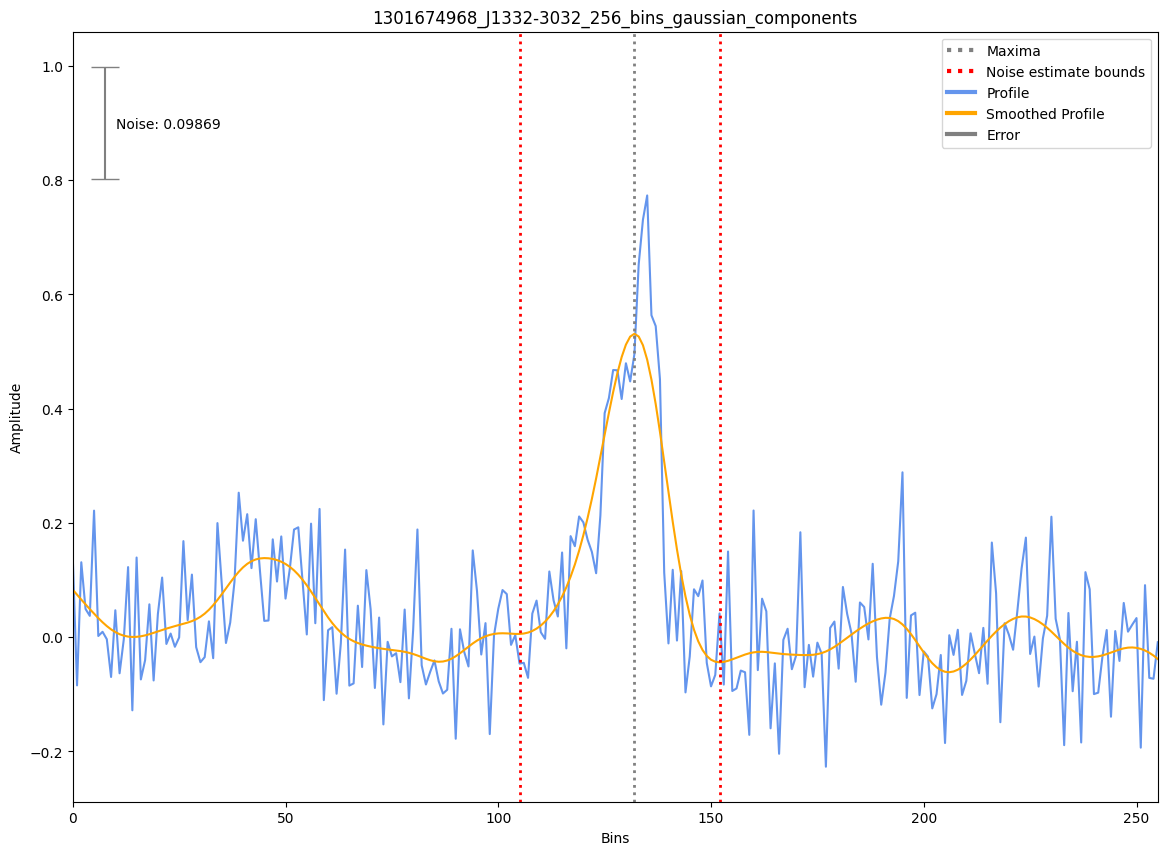 1301674968_J1332-3032_256_bins_gaussian_components
Maxima
Noise estimate bounds
Profile
Smoothed Profile
Error
Noise: 0.09869
1.0
0.8
0.6
0.4
0.2
0.0
−0.2
Amplitude
0 50 100 150 200 250
Bins